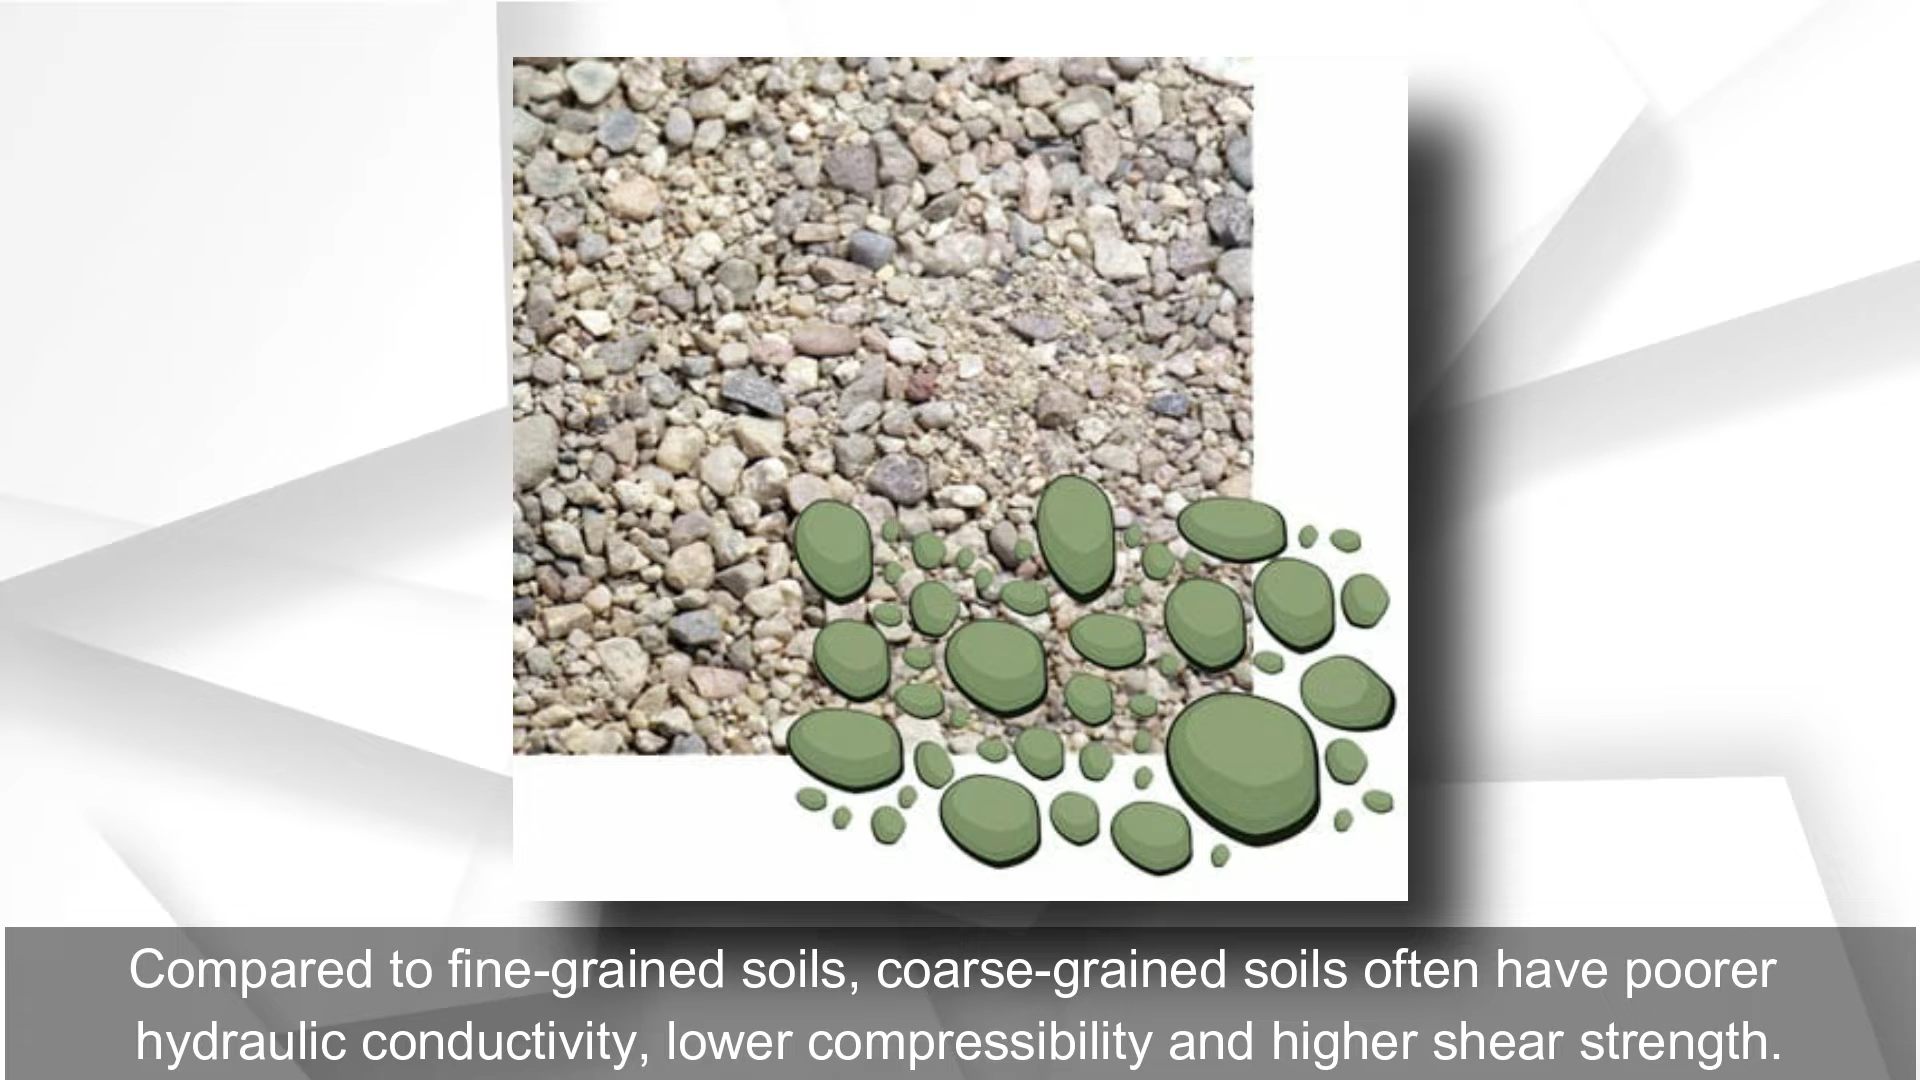 Compared to fine-grained soils, coarse-grained soils often have poorer
hydraulic conductivity, lower compressibility and higher shear strength.